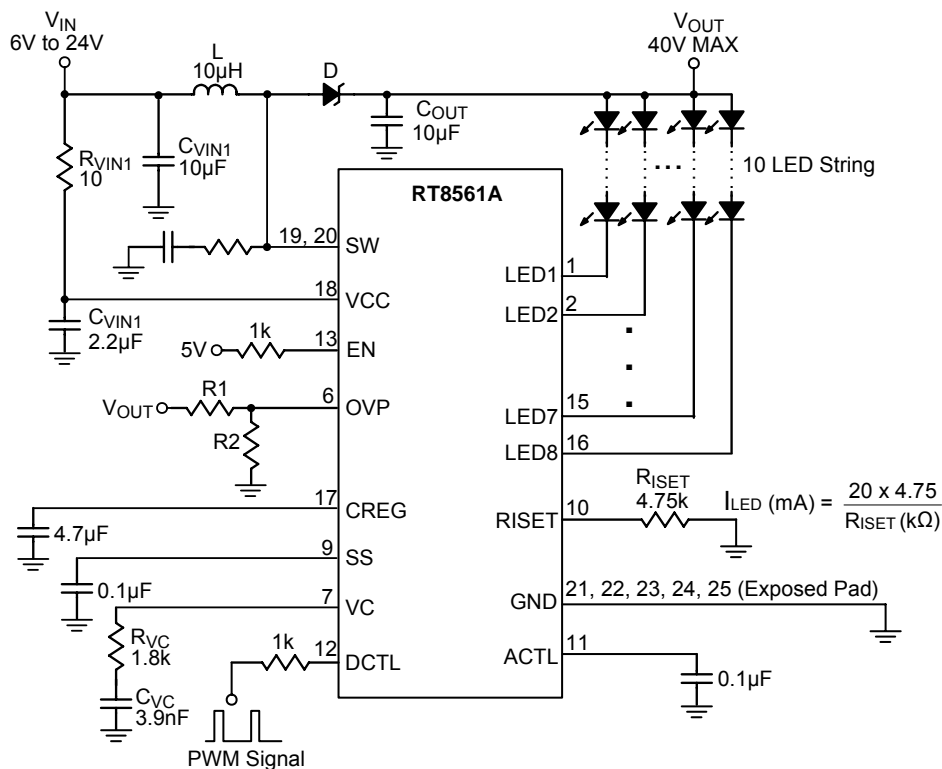 VIN
6V to 24V
L
10µH
D
VOUT
40V MAX
COUT
10µF
RVIN1
10
CVIN1
10µF
10 LED String
RT8561A
19, 20
SW
LED1
1
18
VCC
LED2
2
CVIN1
2.2µF
5V
1k
13
EN
VOUT
R1
6
OVP
R2
LED7
15
LED8
16
17
CREG
4.7µF
RISET
4.75k
RISET
10
ILED (mA) = 20 x 4.75 / RISET (kΩ)
9
SS
0.1µF
7
VC
GND
21, 22, 23, 24, 25 (Exposed Pad)
RVC
1.8k
1k
12
DCTL
ACTL
11
0.1µF
CVC
3.9nF
PWM Signal